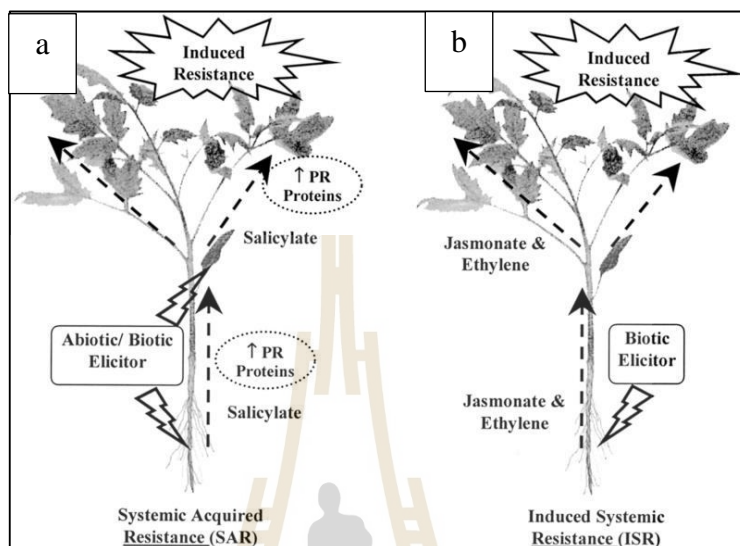 a
Induced
Resistance
↑ PR
Proteins
Salicylate
Abiotic/ Biotic
Elicitor
↑ PR
Proteins
Salicylate
Systemic Acquired
Resistance (SAR)
b
Induced
Resistance
Jasmonate &
Ethylene
Biotic
Elicitor
Jasmonate &
Ethylene
Induced Systemic
Resistance (ISR)